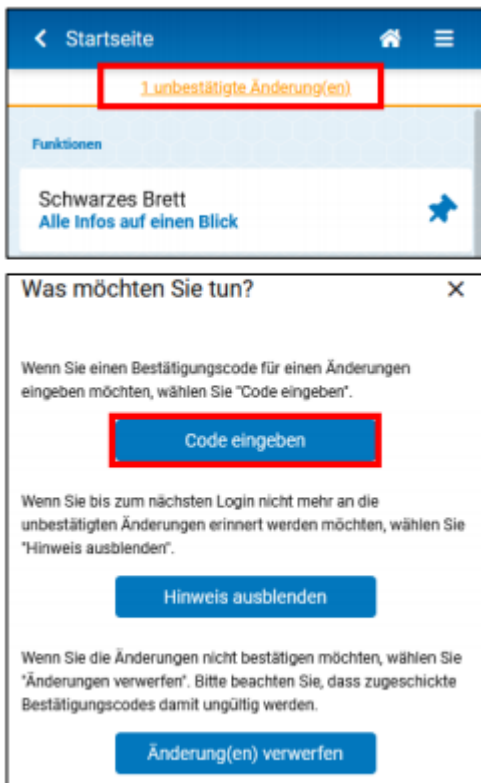 Startseite
1 unbestätigte Änderung(en)
Funktionen
Schwarzes Brett
Alle Infos auf einen Blick
Was möchten Sie tun?
Wenn Sie einen Bestätigungscode für einen Änderungen
eingeben möchten, wählen Sie "Code eingeben".
Code eingeben
Wenn Sie bis zum nächsten Login nicht mehr an die
unbestätigten Änderungen erinnert werden möchten, wählen Sie
"Hinweis ausblenden".
Hinweis ausblenden
Wenn Sie die Änderungen nicht bestätigen möchten, wählen Sie
"Änderungen verwerfen". Bitte beachten Sie, dass zugeschickte
Bestätigungscodes damit ungültig werden.
Änderung(en) verwerfen